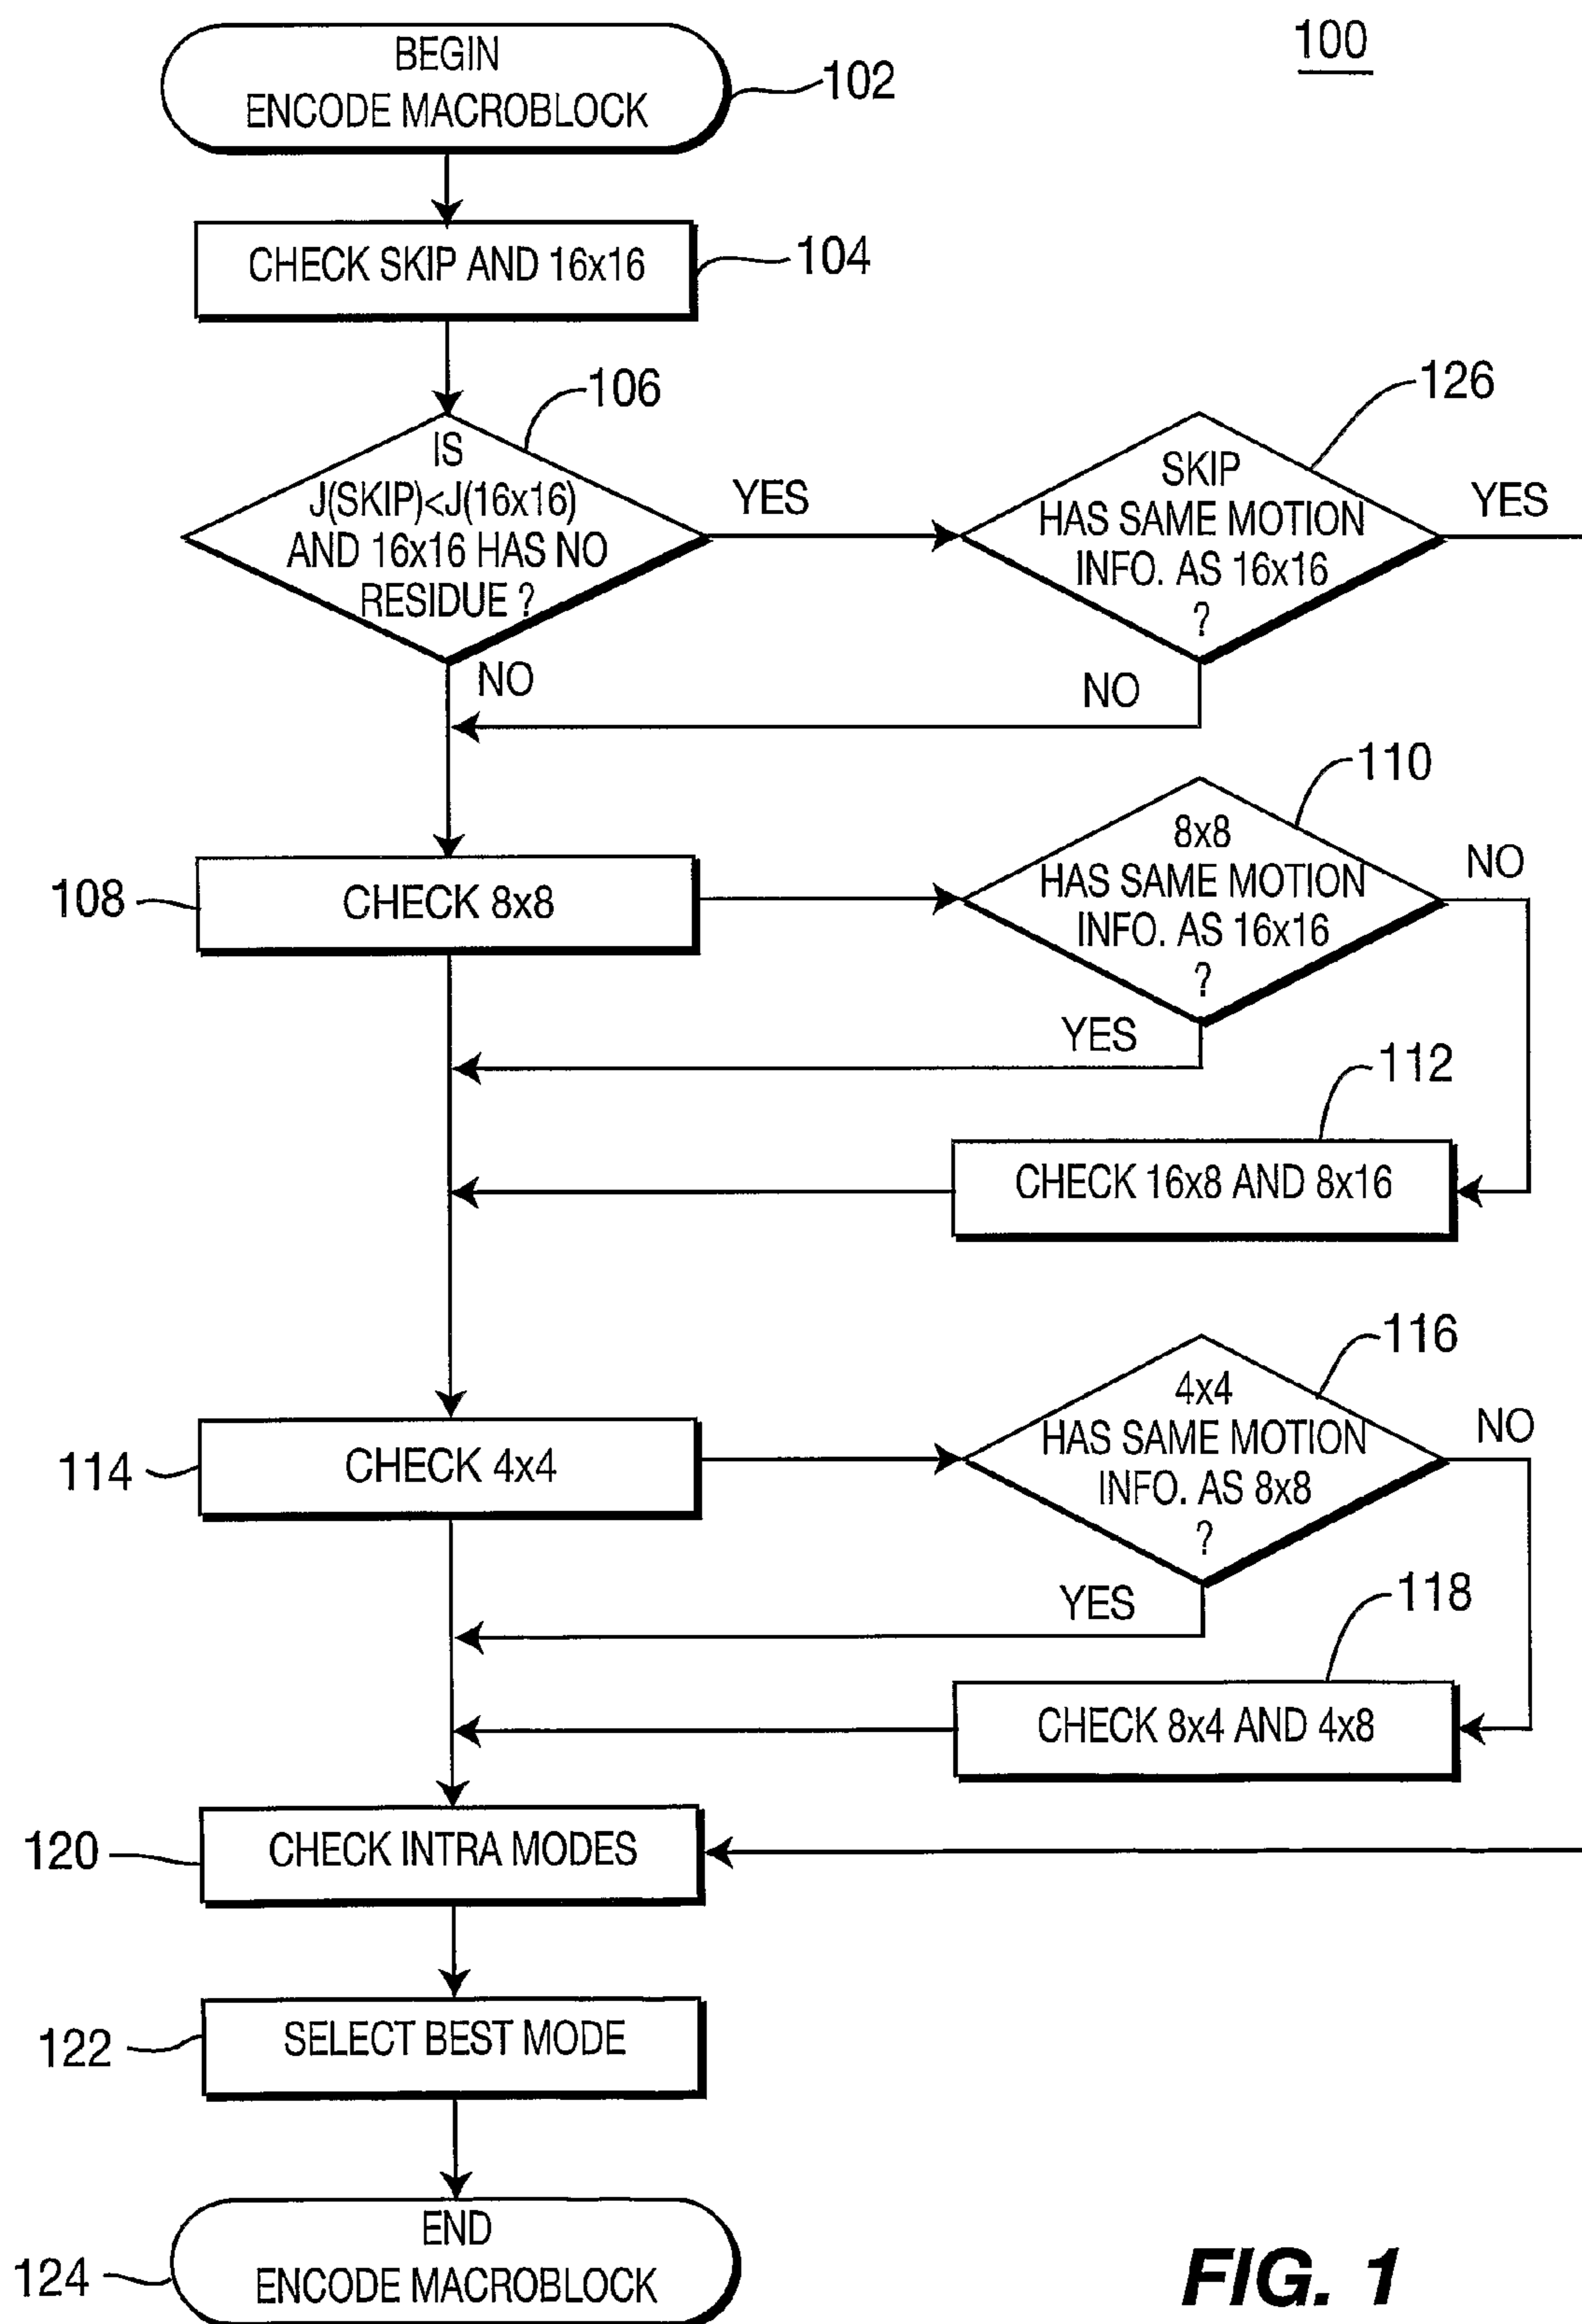 100
BEGIN
ENCODE MACROBLOCK
102
CHECK SKIP AND 16x16
104
106
IS
J(SKIP)<J(16x16)
AND 16x16 HAS NO
RESIDUE ?
YES
NO
126
SKIP
HAS SAME MOTION
INFO. AS 16x16
?
YES
NO
108
CHECK 8x8
110
8x8
HAS SAME MOTION
INFO. AS 16x16
?
NO
YES
112
CHECK 16x8 AND 8x16
114
CHECK 4x4
116
4x4
HAS SAME MOTION
INFO. AS 8x8
?
NO
YES
118
CHECK 8x4 AND 4x8
120
CHECK INTRA MODES
122
SELECT BEST MODE
124
END
ENCODE MACROBLOCK
FIG. 1